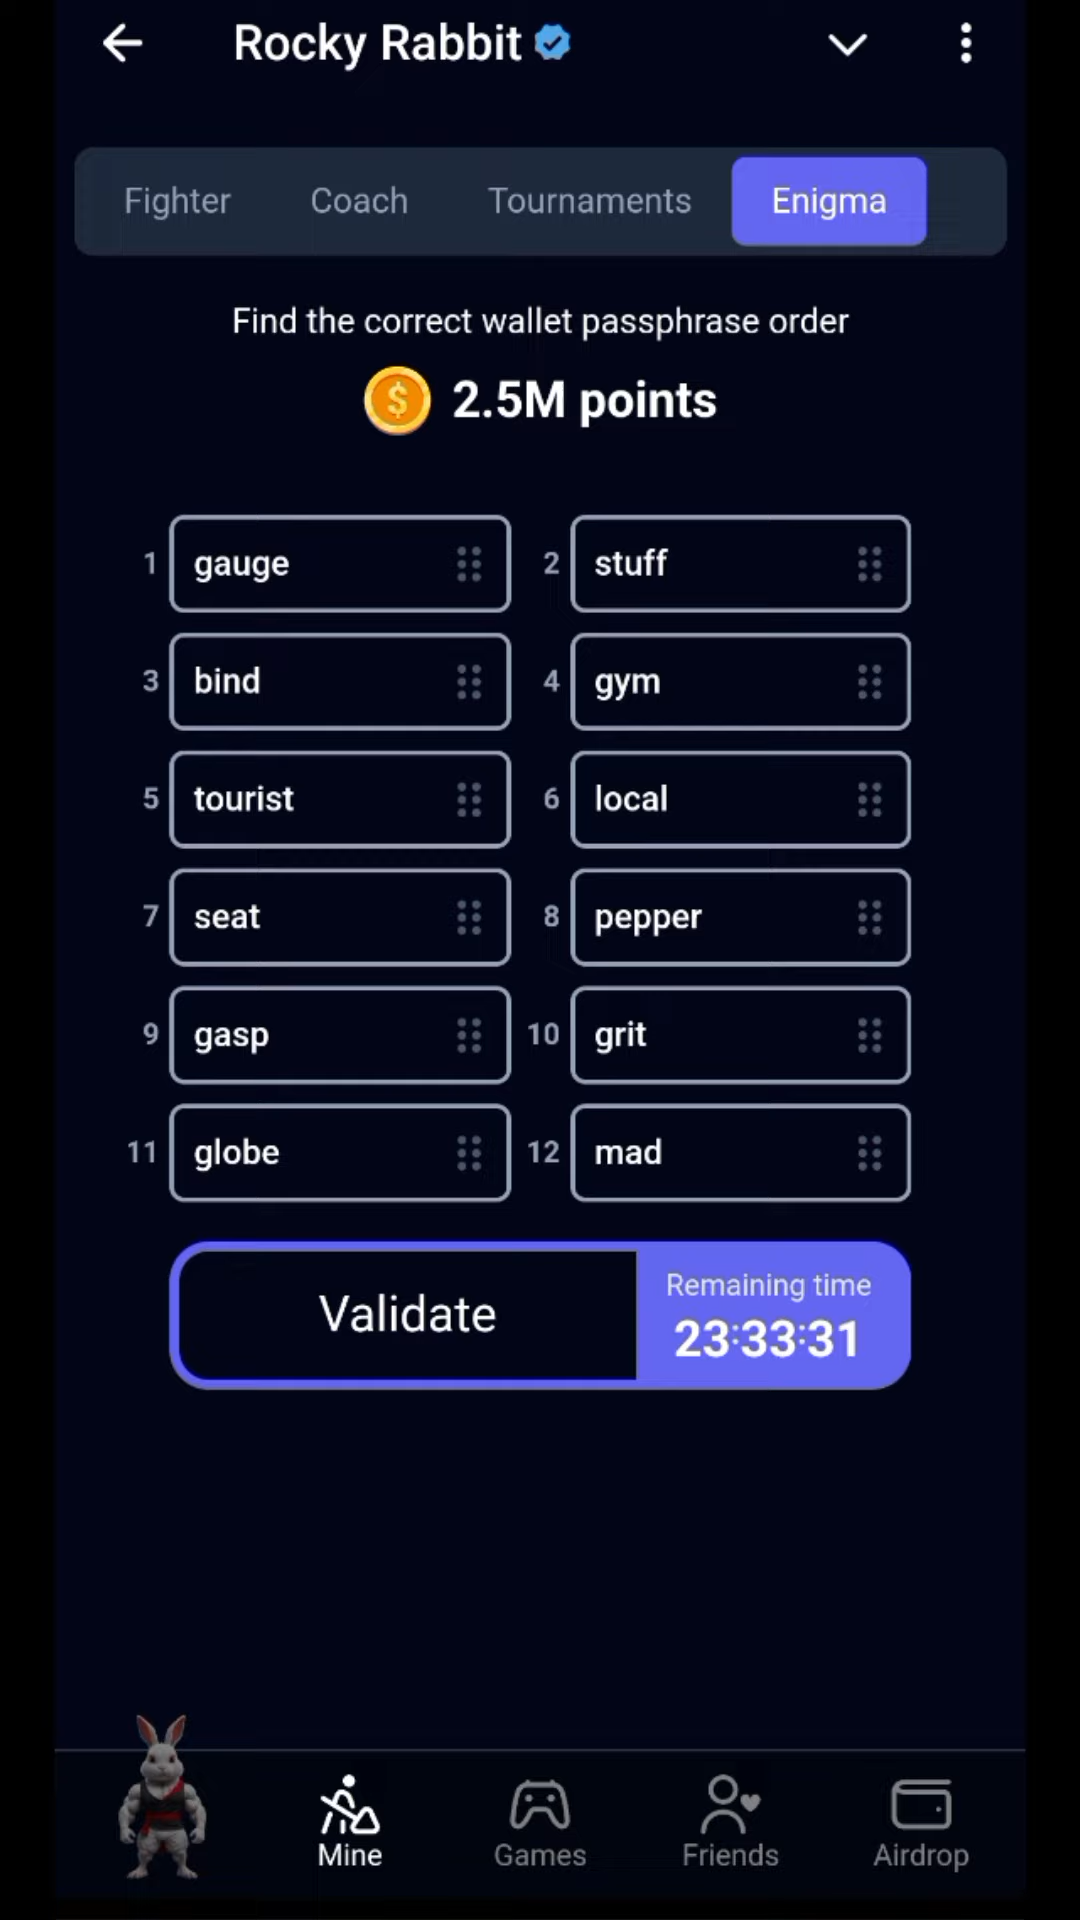 Rocky Rabbit
Fighter Coach Tournaments Enigma
Find the correct wallet passphrase order
$ 2.5M points
1 gauge 2 stuff
3 bind 4 gym
5 tourist 6 local
7 seat 8 pepper
9 gasp 10 grit
11 globe 12 mad
Validate
Remaining time
23:33:31
Mine Games Friends Airdrop